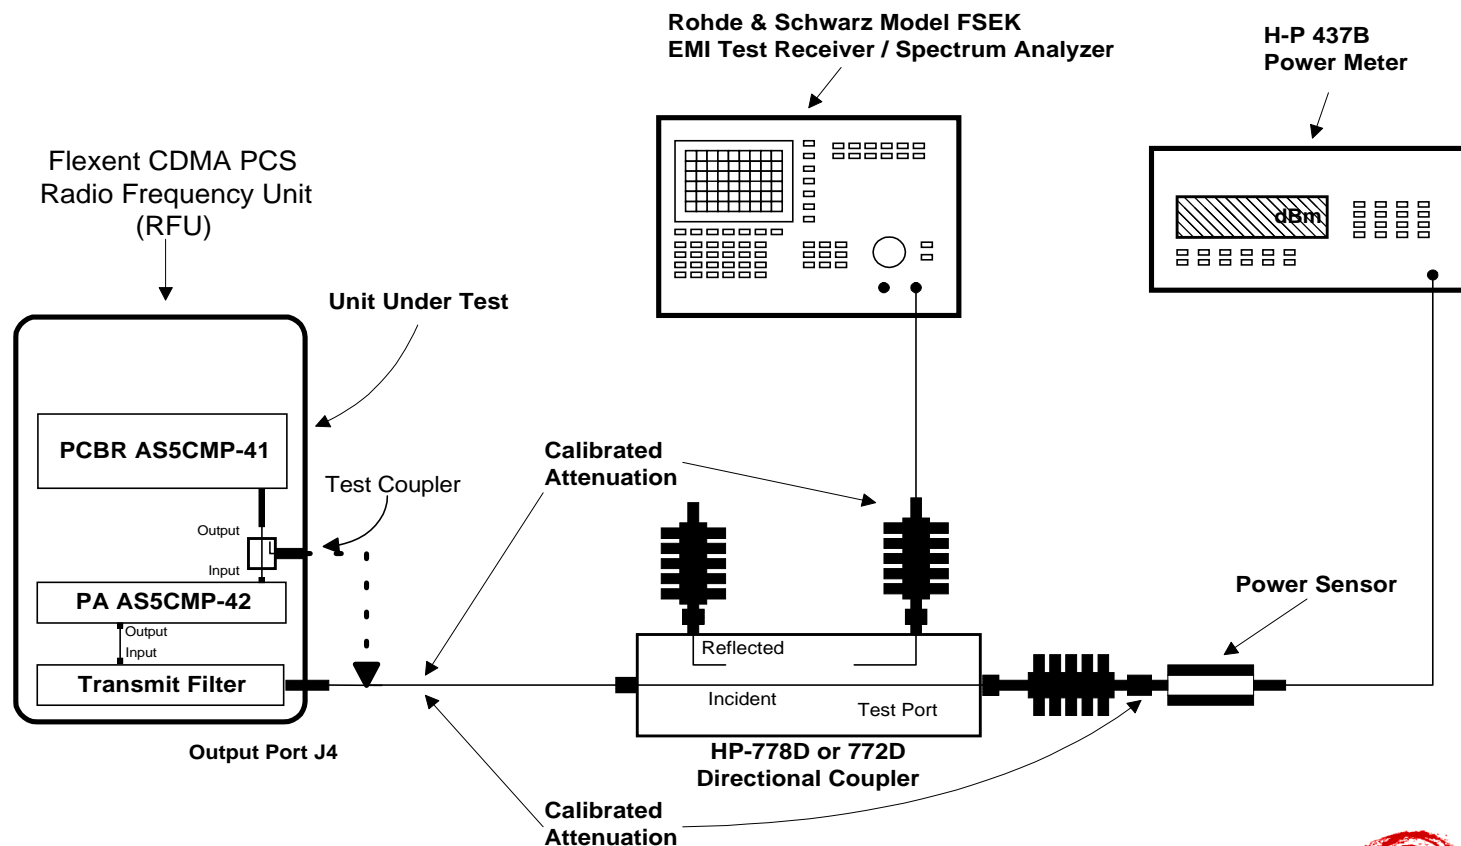 Rohde & Schwarz Model FSEK
EMI Test Receiver / Spectrum Analyzer
H-P 437B
Power Meter
Flexent CDMA PCS
Radio Frequency Unit
(RFU)
dBm
Unit Under Test
PCBR AS5CMP-41
Test Coupler
Calibrated
Attenuation
Output
Input
PA AS5CMP-42
Output
Input
Transmit Filter
Power Sensor
Reflected
Incident
Test Port
Output Port J4
HP-778D or 772D
Directional Coupler
Calibrated
Attenuation